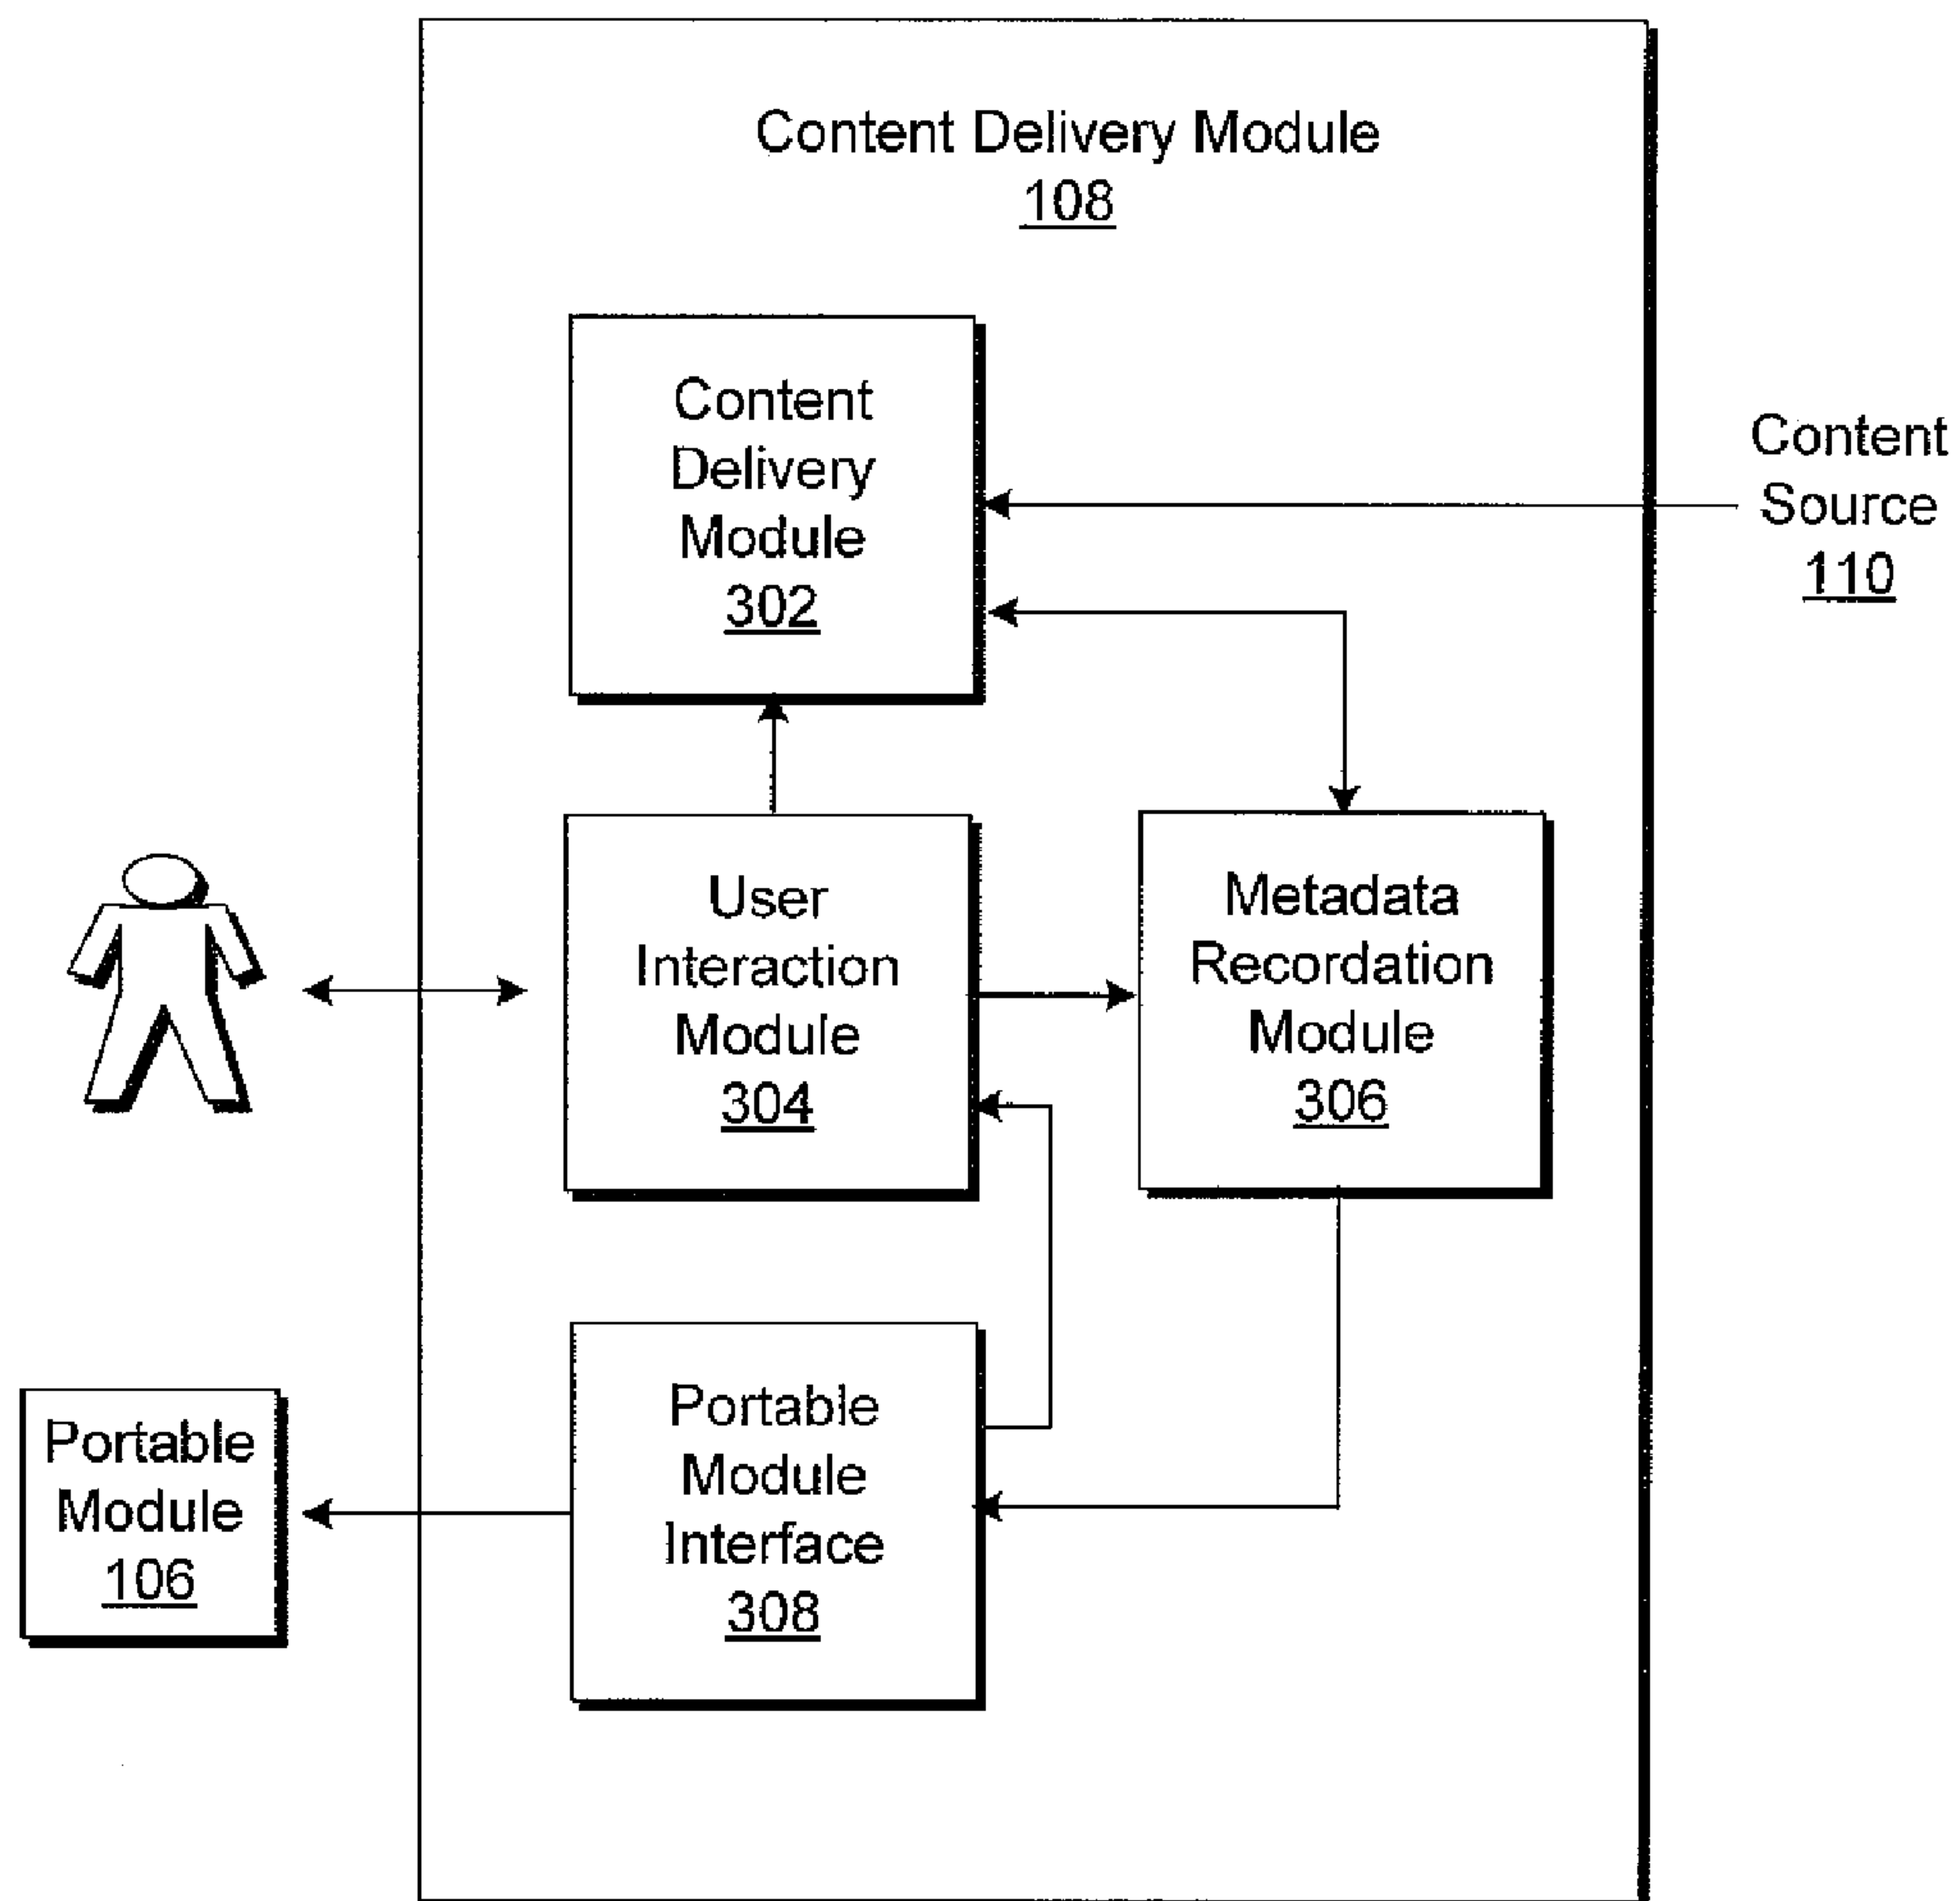 Content Delivery Module
108
Content
Delivery
Module
302
Content
Source
110
User
Interaction
Module
304
Metadata
Recordation
Module
306
Portable
Module
106
Portable
Module
Interface
308